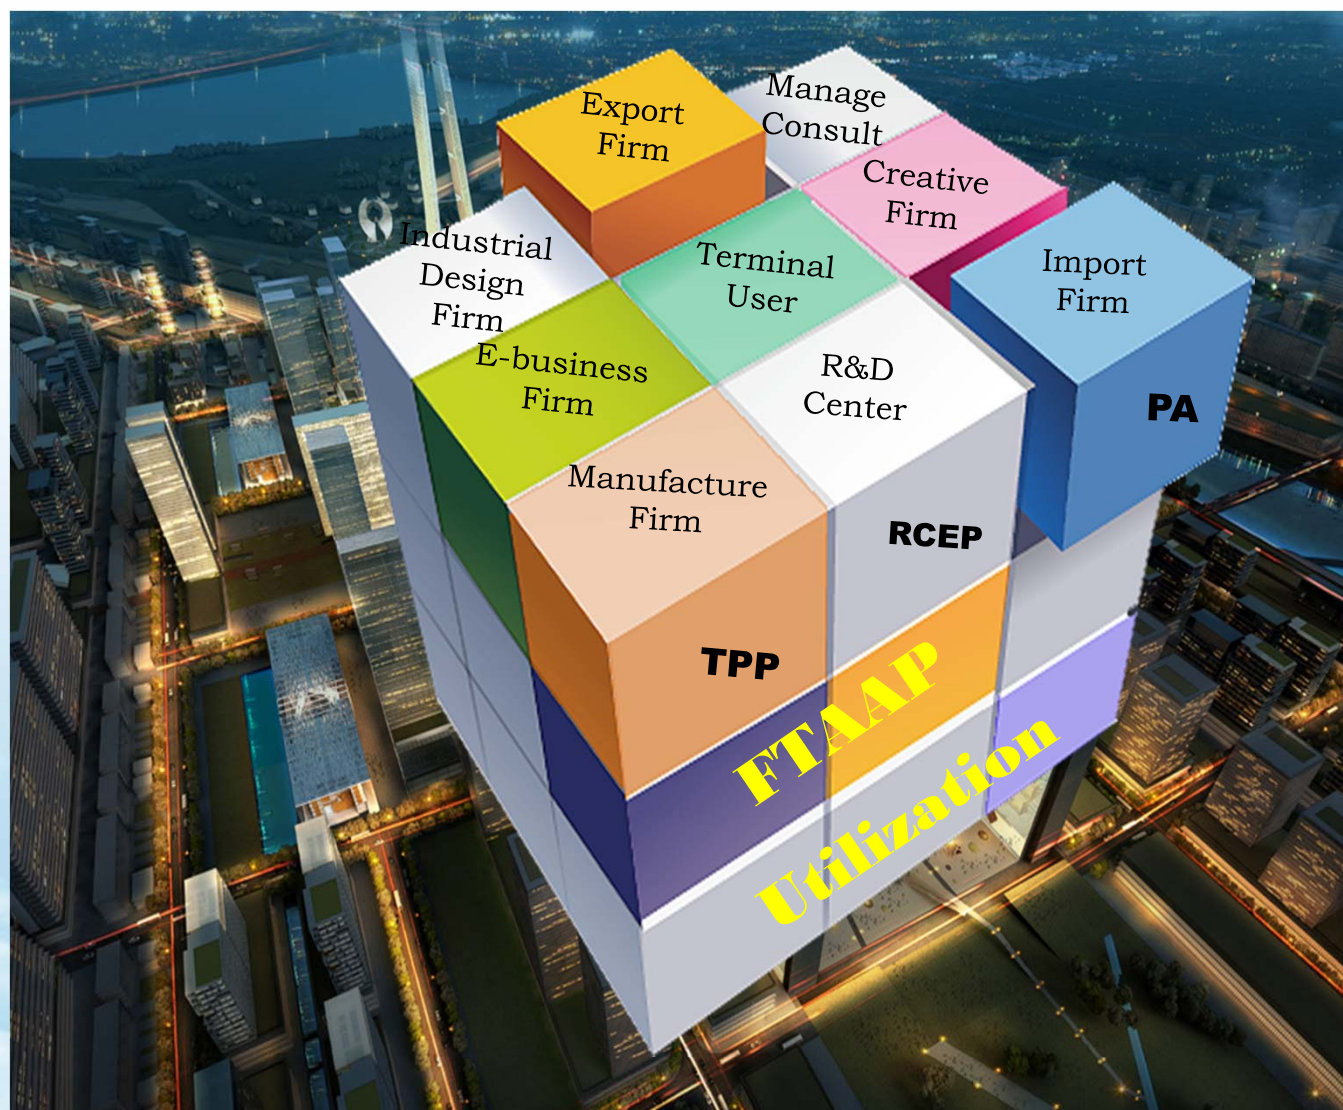 Manage
Consult
Export
Firm
Creative
Firm
Industrial
Design
Firm
Terminal
User
Import
Firm
E-business
Firm
R&D
Center
PA
Manufacture
Firm
RCEP
TPP
FTAAP
Utilization